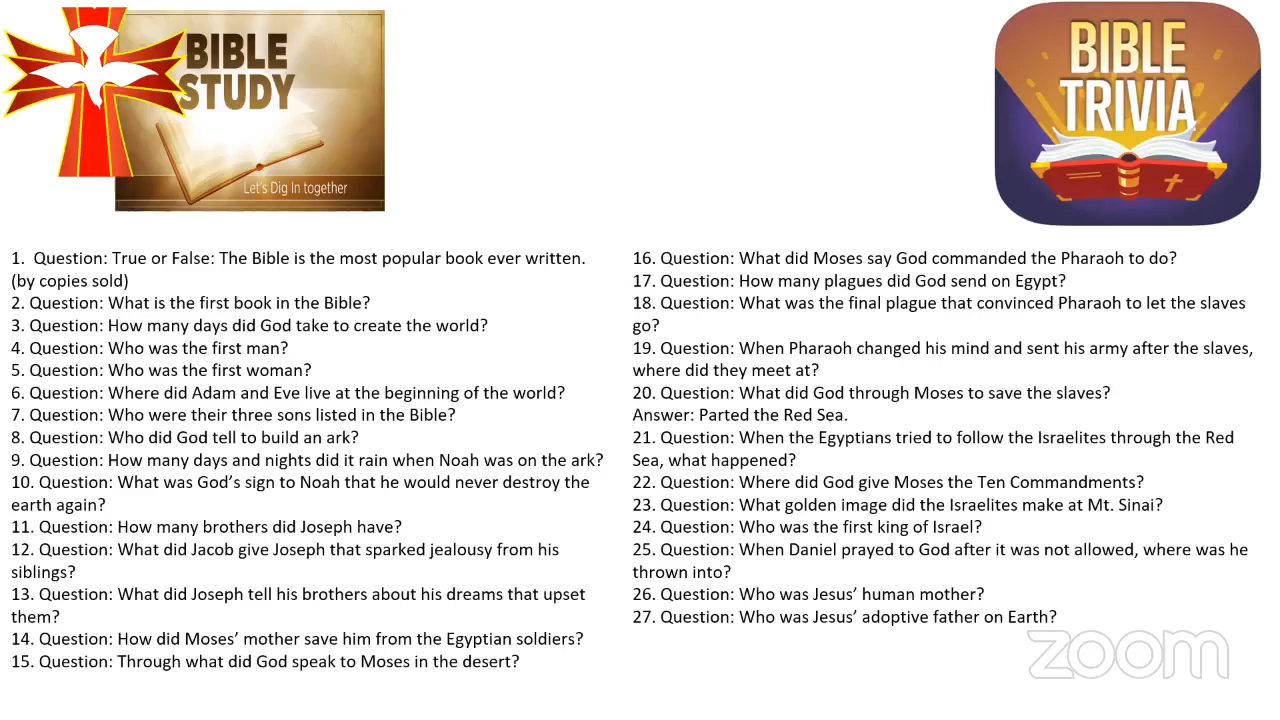 BIBLE
STUDY
Let's Dig In together
BIBLE
TRIVIA
1.  Question: True or False: The Bible is the most popular book ever written.
(by copies sold)
2. Question: What is the first book in the Bible?
3. Question: How many days did God take to create the world?
4. Question: Who was the first man?
5. Question: Who was the first woman?
6. Question: Where did Adam and Eve live at the beginning of the world?
7. Question: Who were their three sons listed in the Bible?
8. Question: Who did God tell to build an ark?
9. Question: How many days and nights did it rain when Noah was on the ark?
10. Question: What was God’s sign to Noah that he would never destroy the
earth again?
11. Question: How many brothers did Joseph have?
12. Question: What did Jacob give Joseph that sparked jealousy from his
siblings?
13. Question: What did Joseph tell his brothers about his dreams that upset
them?
14. Question: How did Moses’ mother save him from the Egyptian soldiers?
15. Question: Through what did God speak to Moses in the desert?
16. Question: What did Moses say God commanded the Pharaoh to do?
17. Question: How many plagues did God send on Egypt?
18. Question: What was the final plague that convinced Pharaoh to let the slaves
go?
19. Question: When Pharaoh changed his mind and sent his army after the slaves,
where did they meet at?
20. Question: What did God through Moses to save the slaves?
Answer: Parted the Red Sea.
21. Question: When the Egyptians tried to follow the Israelites through the Red
Sea, what happened?
22. Question: Where did God give Moses the Ten Commandments?
23. Question: What golden image did the Israelites make at Mt. Sinai?
24. Question: Who was the first king of Israel?
25. Question: When Daniel prayed to God after it was not allowed, where was he
thrown into?
26. Question: Who was Jesus’ human mother?
27. Question: Who was Jesus’ adoptive father on Earth?
zoom